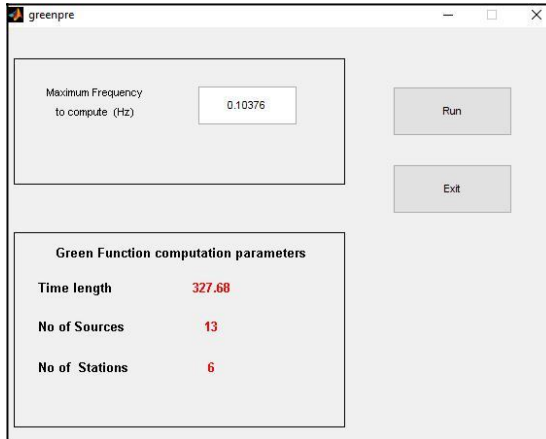 greenpre
Maximum Frequency
to compute (Hz)
0.10376
Run
Exit
Green Function computation parameters
Time length 327.68
No of Sources 13
No of Stations 6